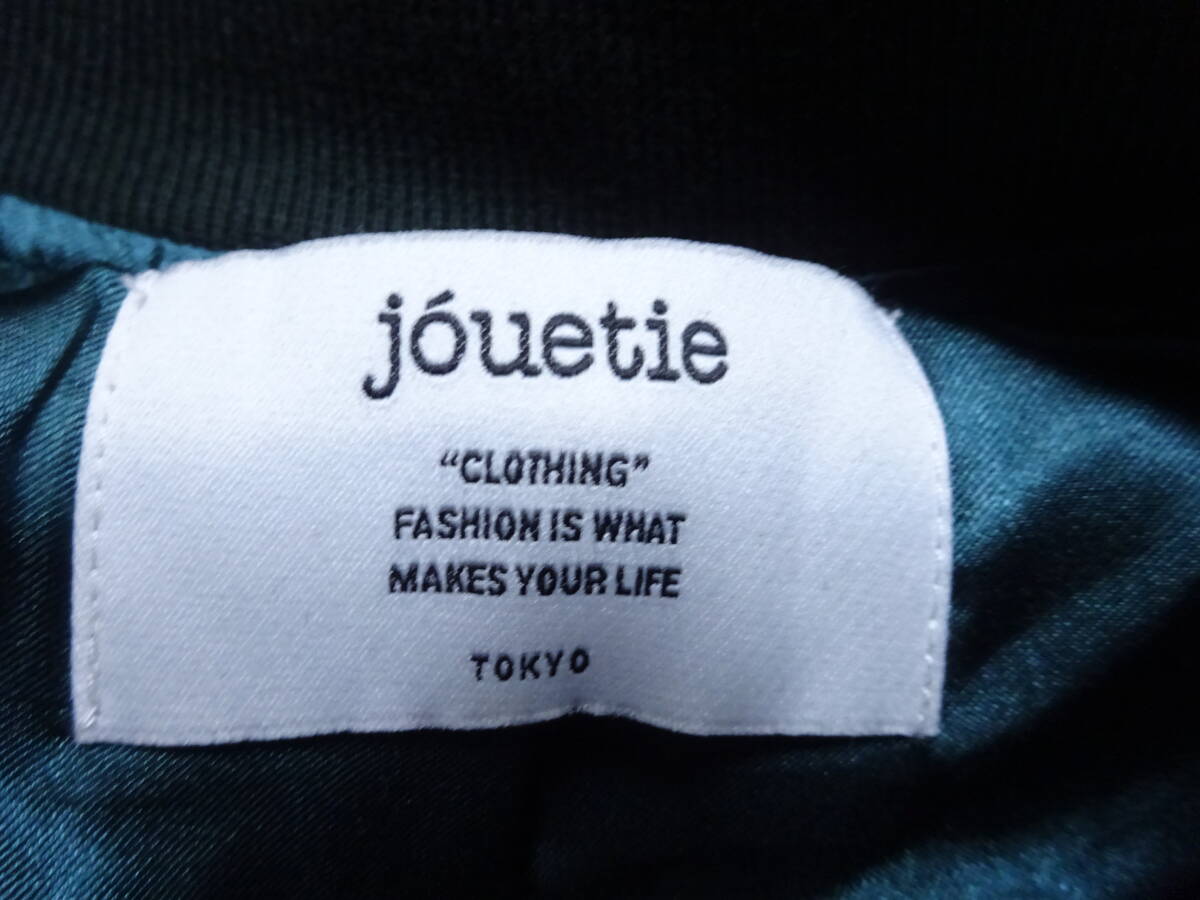 jóuetie
“CLOTHING”
FASHION IS WHAT
MAKES YOUR LIFE
TOKYO